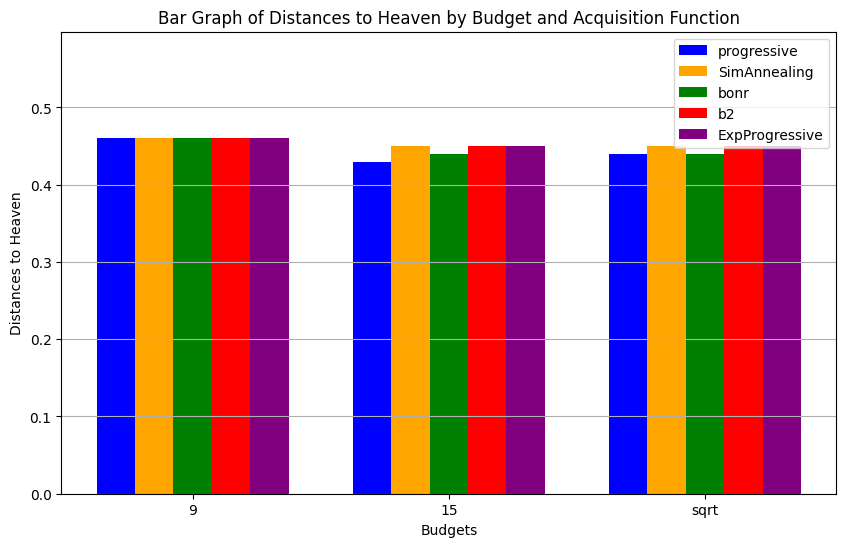 Bar Graph of Distances to Heaven by Budget and Acquisition Function
progressive
SimAnnealing
bonr
b2
ExpProgressive
Distances to Heaven
0.5
0.4
0.3
0.2
0.1
0.0
9
15
sqrt
Budgets